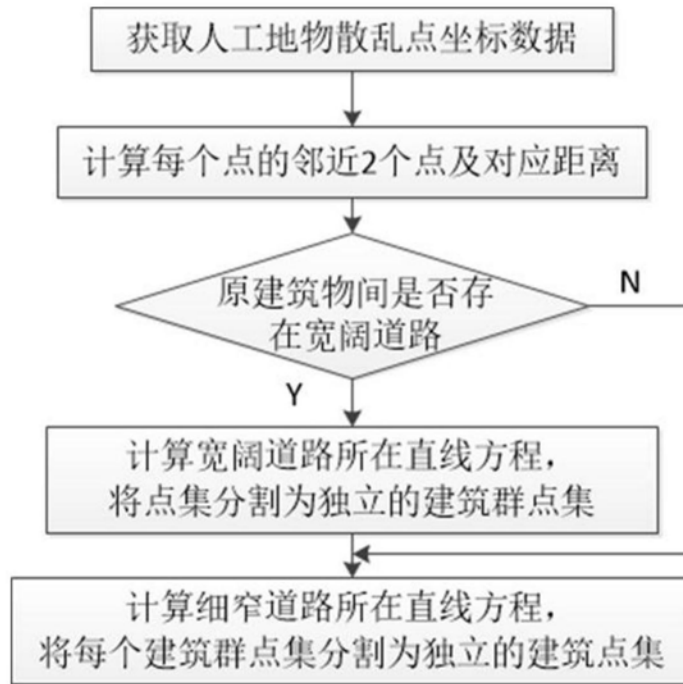 获取人工地物散乱点坐标数据
计算每个点的邻近2个点及对应距离
原建筑物间是否存
在宽阔道路
N
Y
计算宽阔道路所在直线方程，
将点集分割为独立的建筑群点集
计算细窄道路所在直线方程，
将每个建筑群点集分割为独立的建筑点集